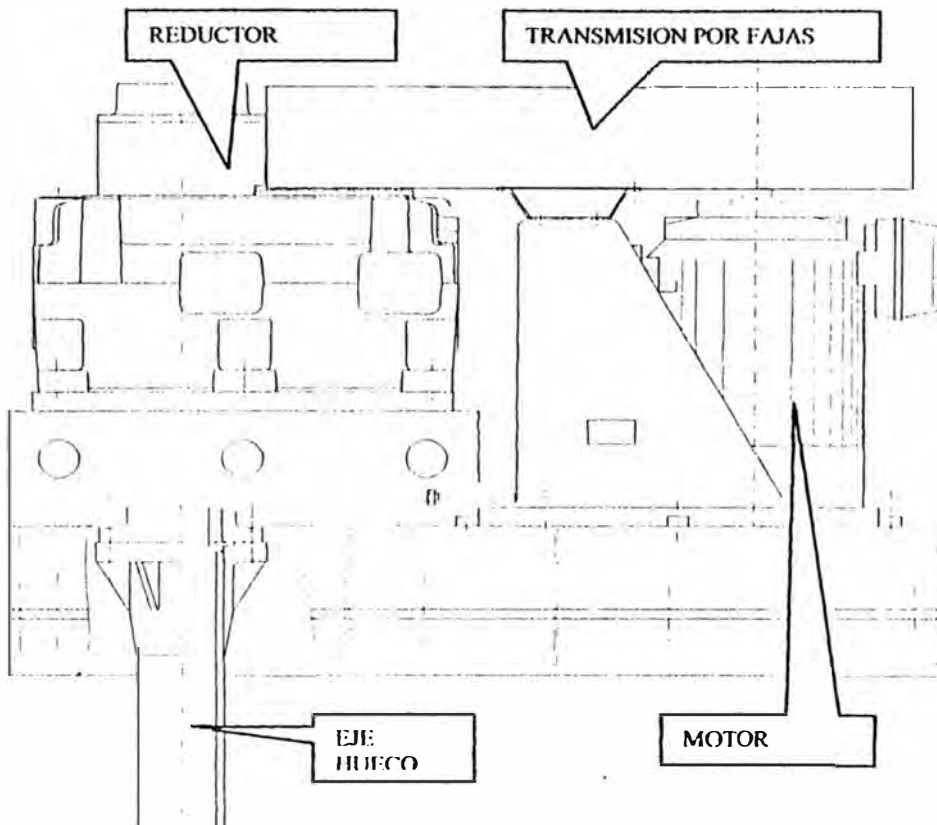 REDUCTOR
TRANSMISION POR FAJAS
EJE
HUECO
MOTOR